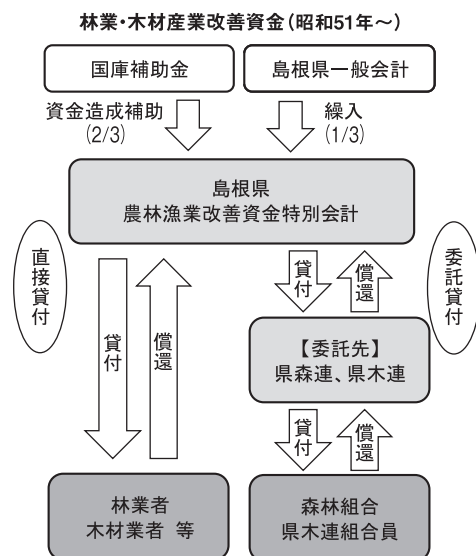 林業・木材産業改善資金（昭和51年～）
国庫補助金
島根県一般会計
資金造成補助
(2/3)
繰入
(1/3)
島根県
農林漁業改善資金特別会計
直接貸付
委託貸付
貸付
償還
貸付
償還
【委託先】
県森連、県木連
貸付
償還
林業者
木材業者 等
森林組合
県木連組合員